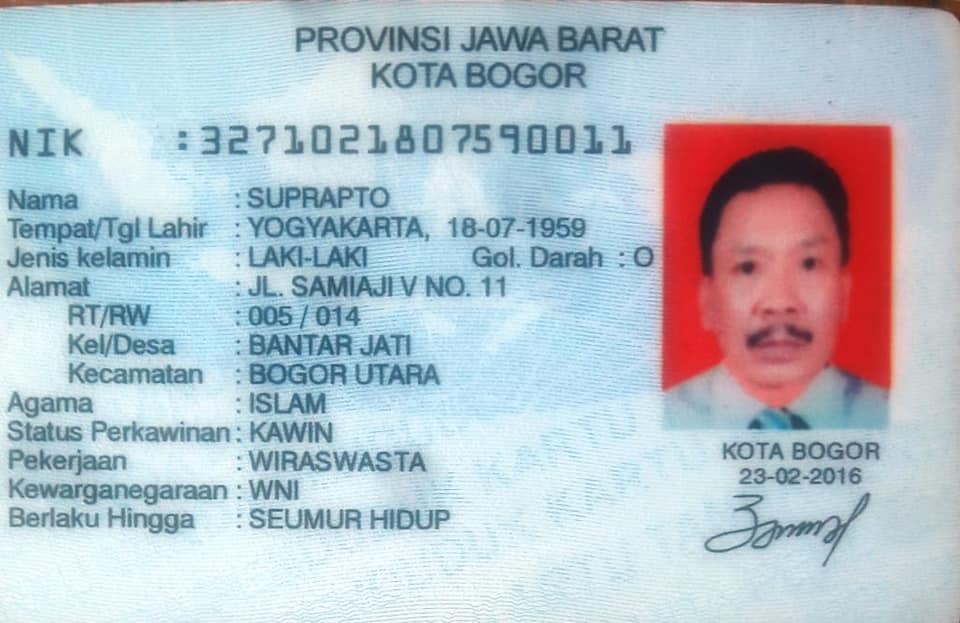 PROVINSI JAWA BARAT
KOTA BOGOR
NIK : 3271021807590011
Nama : SUPRAPTO
Tempat/Tgl Lahir : YOGYAKARTA, 18-07-1959
Jenis kelamin : LAKI-LAKI Gol. Darah : O
Alamat : JL. SAMIAJI V NO. 11
RT/RW : 005 / 014
Kel/Desa : BANTAR JATI
Kecamatan : BOGOR UTARA
Agama : ISLAM
Status Perkawinan : KAWIN
Pekerjaan : WIRASWASTA
Kewarganegaraan : WNI
Berlaku Hingga : SEUMUR HIDUP
KOTA BOGOR
23-02-2016